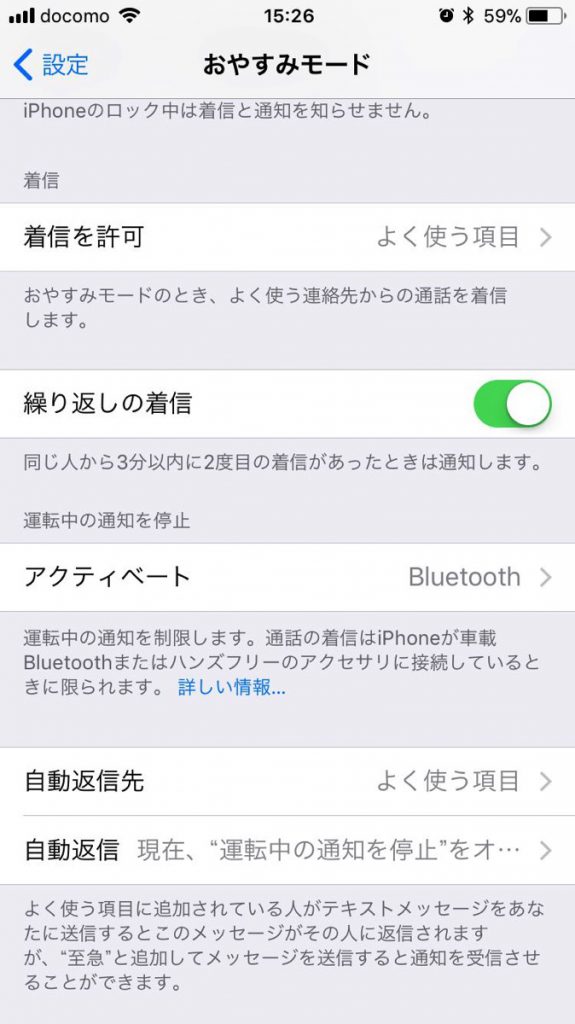 docomo 15:26 59%
設定 おやすみモード
iPhoneのロック中は着信と通知を知らせません。
着信
着信を許可 よく使う項目
おやすみモードのとき、よく使う連絡先からの通話を着信
します。
繰り返しの着信
同じ人から3分以内に2度目の着信があったときは通知します。
運転中の通知を停止
アクティベート Bluetooth
運転中の通知を制限します。通話の着信はiPhoneが車載
Bluetoothまたはハンズフリーのアクセサリに接続していると
きに限られます。 詳しい情報...
自動返信先 よく使う項目
自動返信 現在、“運転中の通知を停止”をオ…
よく使う項目に追加されている人がテキストメッセージをあな
たに送信するとこのメッセージがその人に返信されます
が、“至急”と追加してメッセージを送信すると通知を受信させ
ることができます。